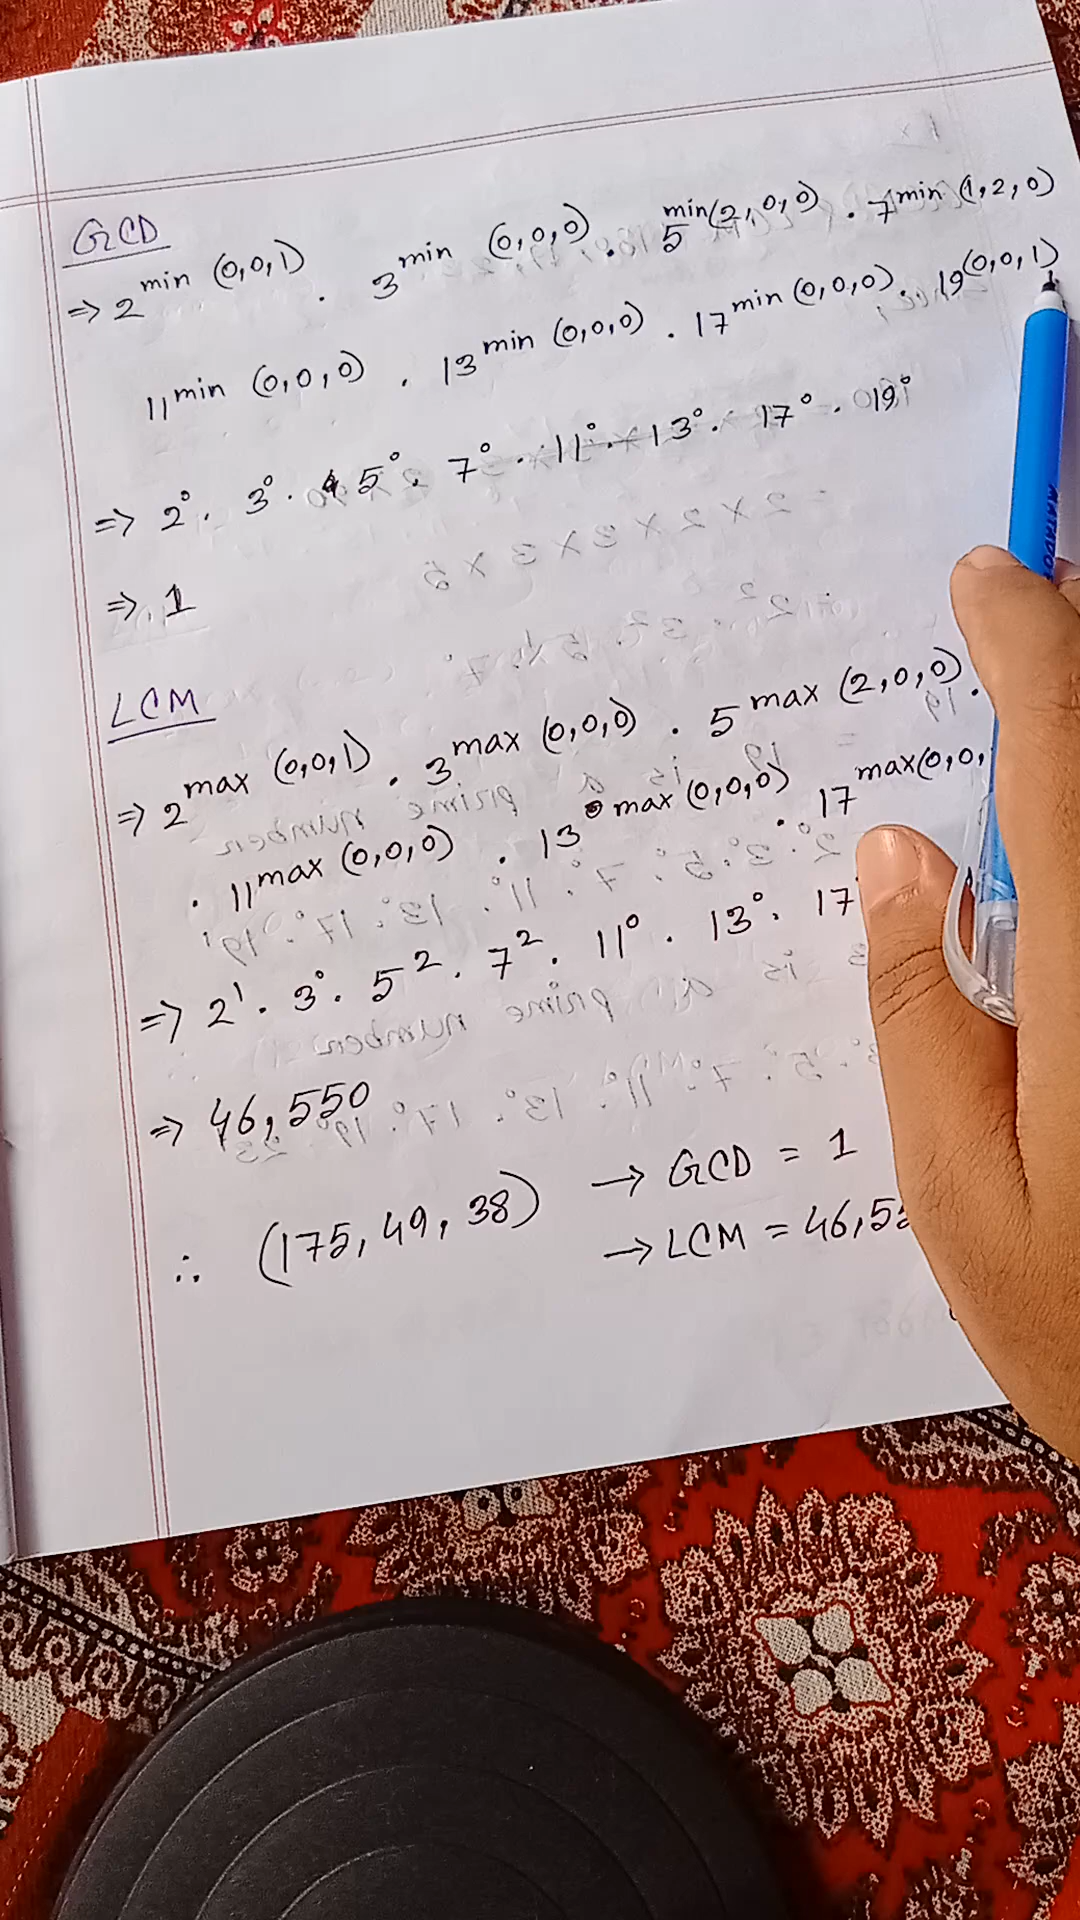 GCD
⇒ 2^min (0,0,1) . 3^min (0,0,0) . 5^min(2,0,0) . 7^min (1,2,0)
11^min (0,0,0) . 13^min (0,0,0) . 17^min (0,0,0) . 19^(0,0,1)
⇒ 2° . 3° . 5° . 7° . 11° . 13° . 17° . 19°
⇒ 1
LCM
⇒ 2^max (0,0,1) . 3^max (0,0,0) . 5^max (2,0,0) .
. 11^max (0,0,0) . 13^max (0,0,0) . 17^max(0,0,
⇒ 2¹ . 3° . 5² . 7² . 11° . 13° . 17
⇒ 46,550
∴ (175, 49, 38) → GCD = 1
→ LCM = 46,55